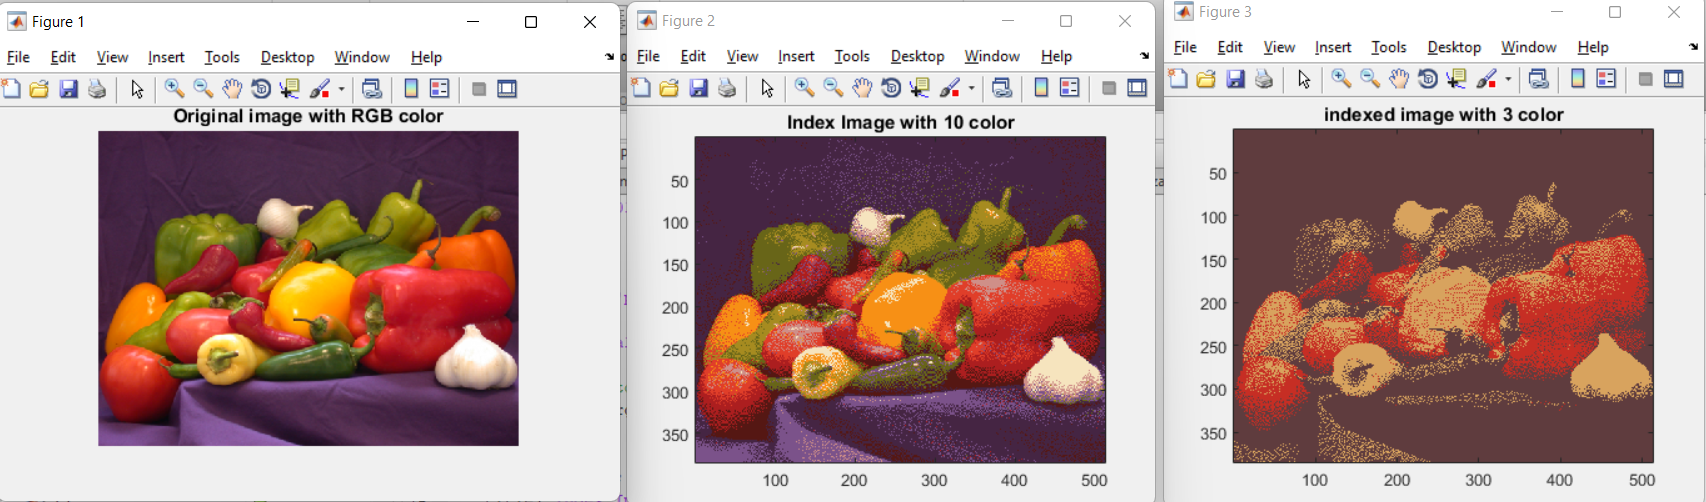 Figure 1
File Edit View Insert Tools Desktop Window Help
Original image with RGB color
Figure 2
File Edit View Insert Tools Desktop Window Help
Index Image with 10 color
50
100
150
200
250
300
350
100 200 300 400 500
Figure 3
File Edit View Insert Tools Desktop Window Help
indexed image with 3 color
50
100
150
200
250
300
350
100 200 300 400 500